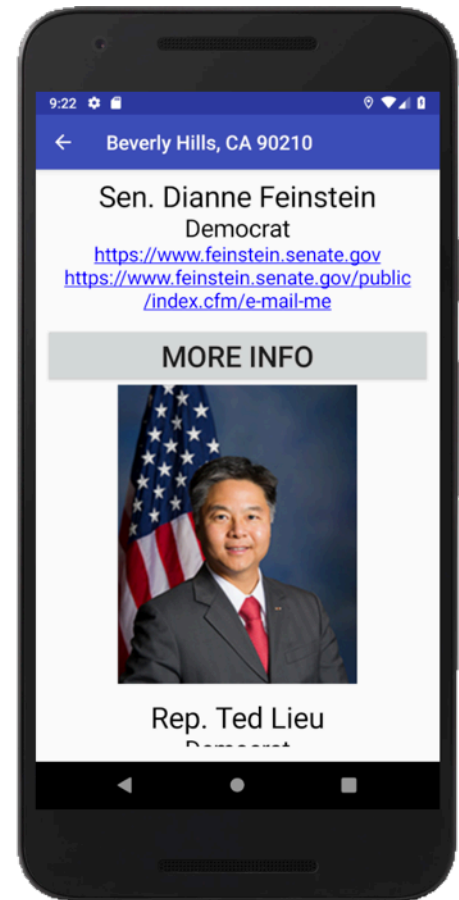 9:22
Beverly Hills, CA 90210
Sen. Dianne Feinstein
Democrat
https://www.feinstein.senate.gov
https://www.feinstein.senate.gov/public
/index.cfm/e-mail-me
MORE INFO
Rep. Ted Lieu
Democrat